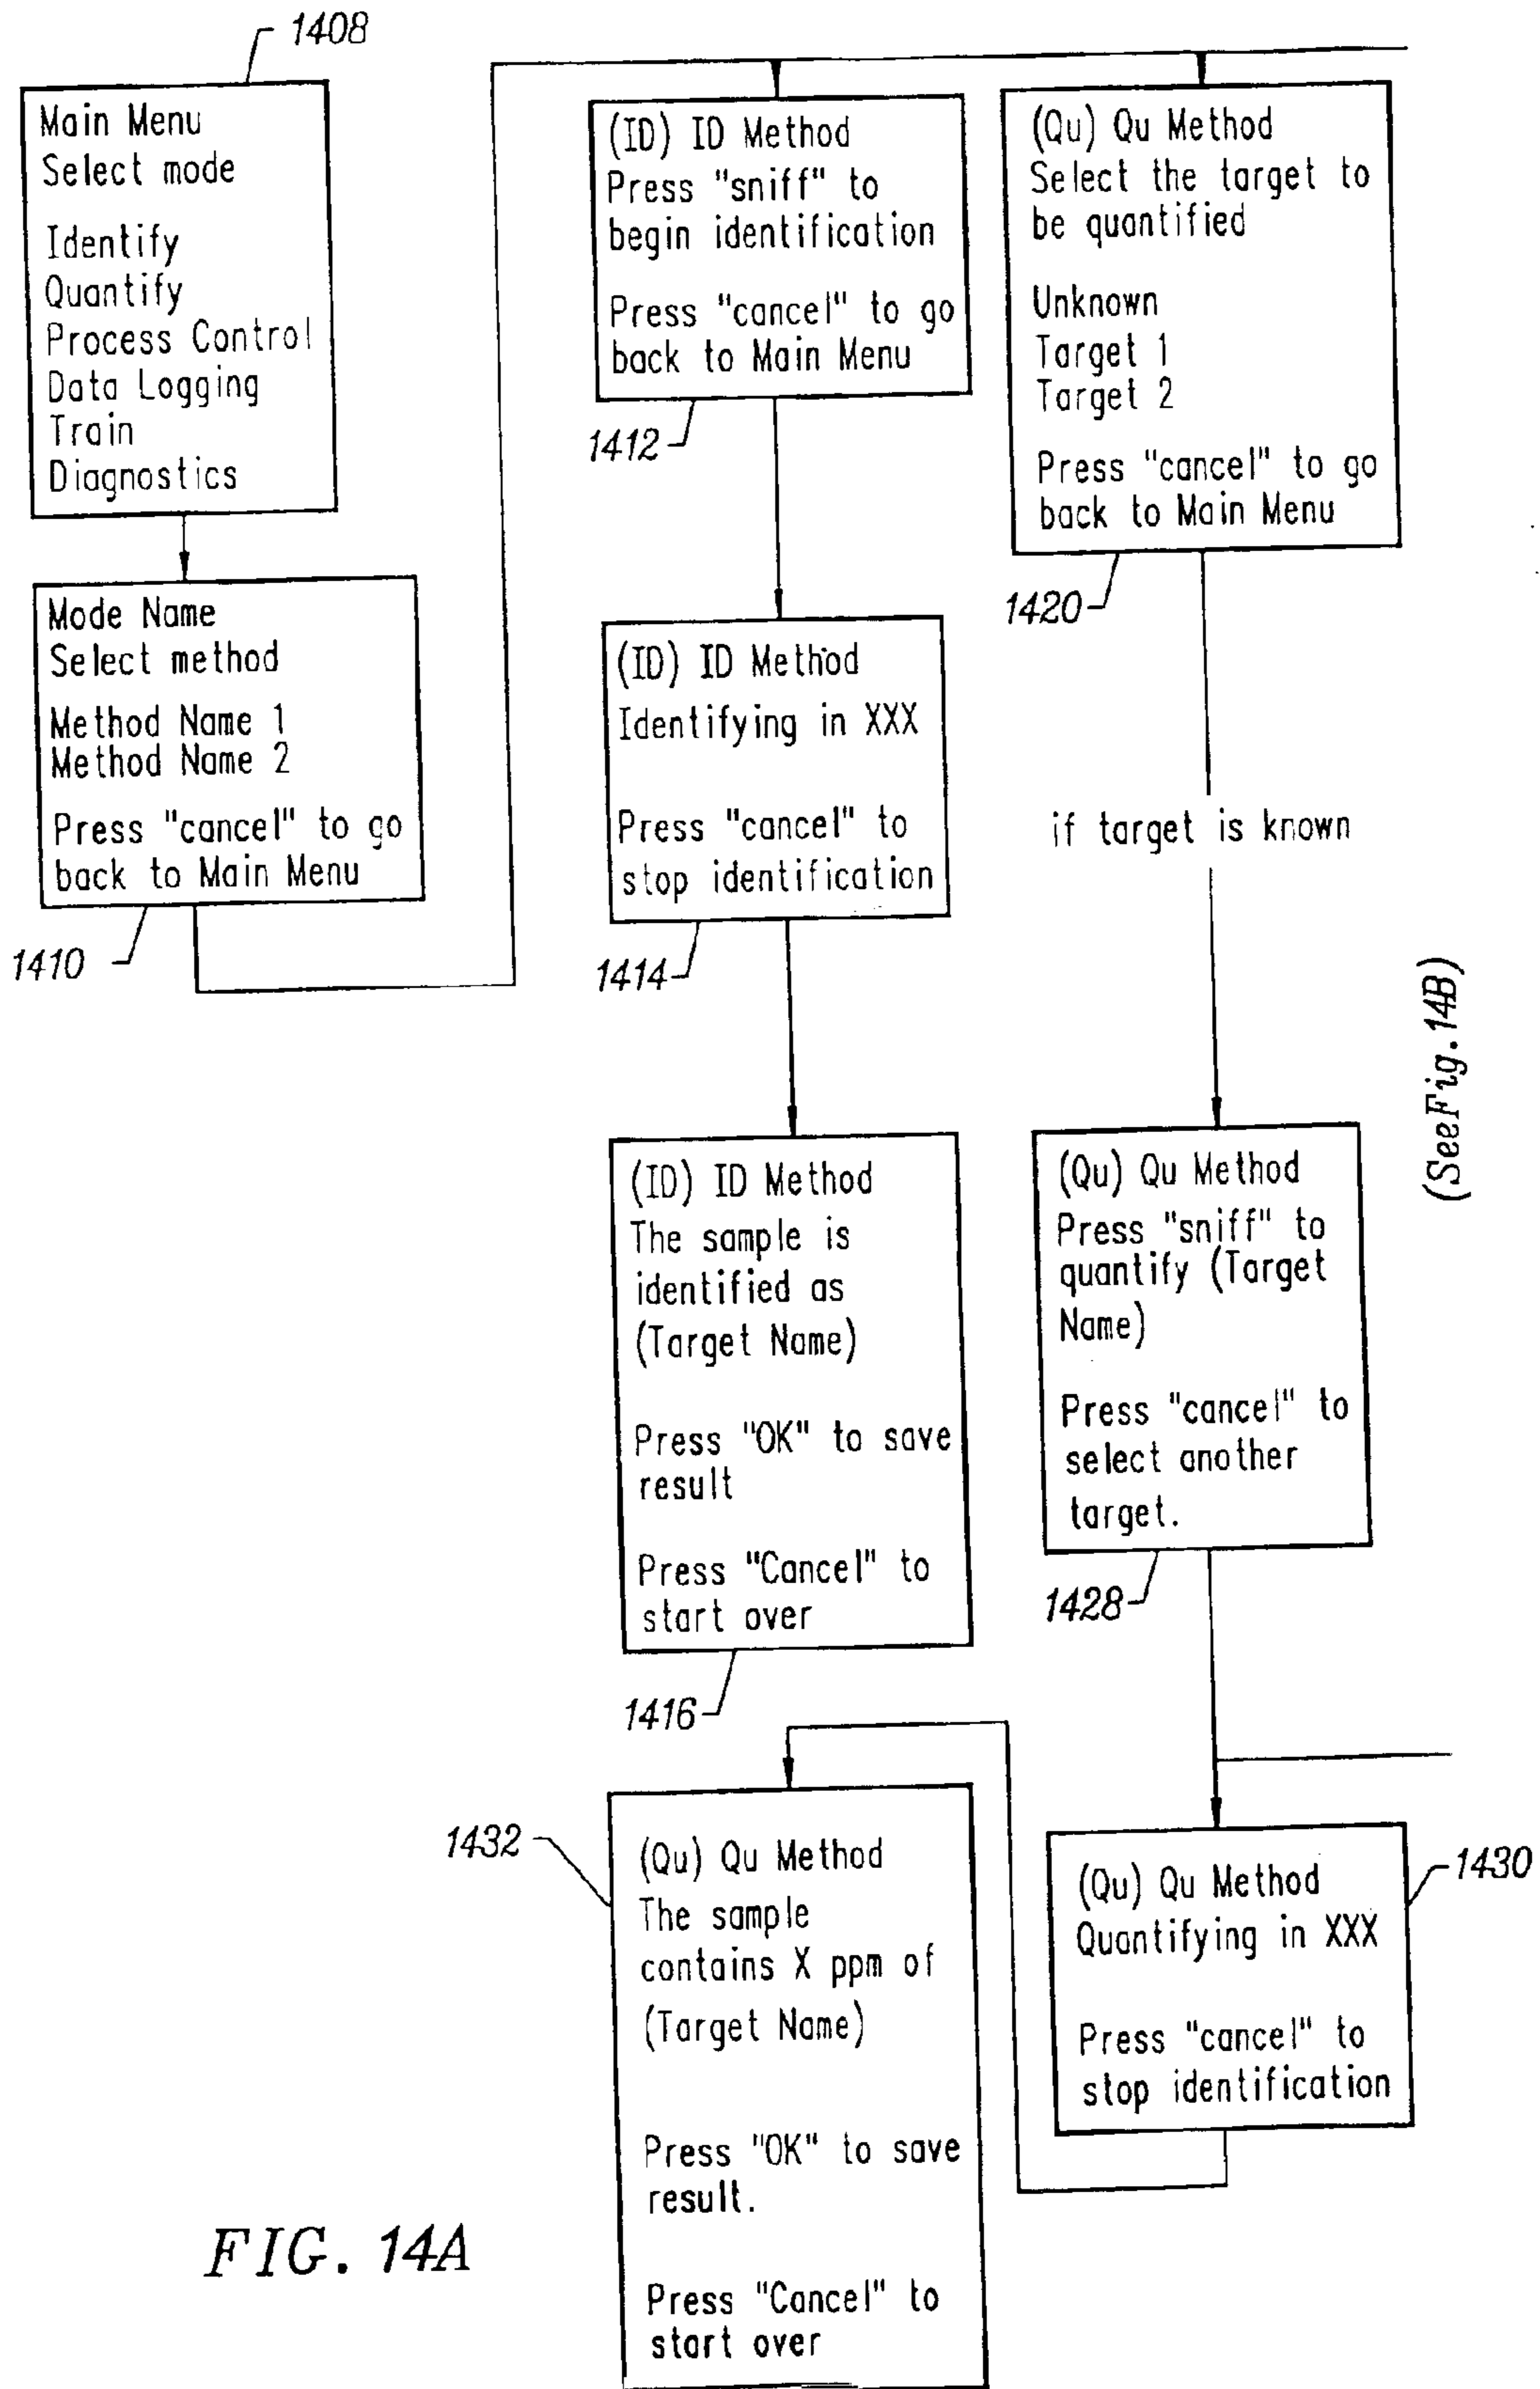 1408
Main Menu
Select mode
Identify
Quantify
Process Control
Data Logging
Train
Diagnostics
Mode Name
Select method
Method Name 1
Method Name 2
Press "cancel" to go
back to Main Menu
1410
(ID) ID Method
Press "sniff" to
begin identification
Press "cancel" to go
back to Main Menu
1412
(ID) ID Method
Identifying in XXX
Press "cancel" to
stop identification
1414
(ID) ID Method
The sample is
identified as
(Target Name)
Press "OK" to save
result
Press "Cancel" to
start over
1416
(Qu) Qu Method
Select the target to
be quantified
Unknown
Target 1
Target 2
Press "cancel" to go
back to Main Menu
1420
if target is known
(Qu) Qu Method
Press "sniff" to
quantify (Target
Name)
Press "cancel" to
select another
target.
1428
(Qu) Qu Method
Quantifying in XXX
Press "cancel" to
stop identification
1430
1432
(Qu) Qu Method
The sample
contains X ppm of
(Target Name)
Press "OK" to save
result.
Press "Cancel" to
start over
(See Fig. 14B)
FIG. 14A